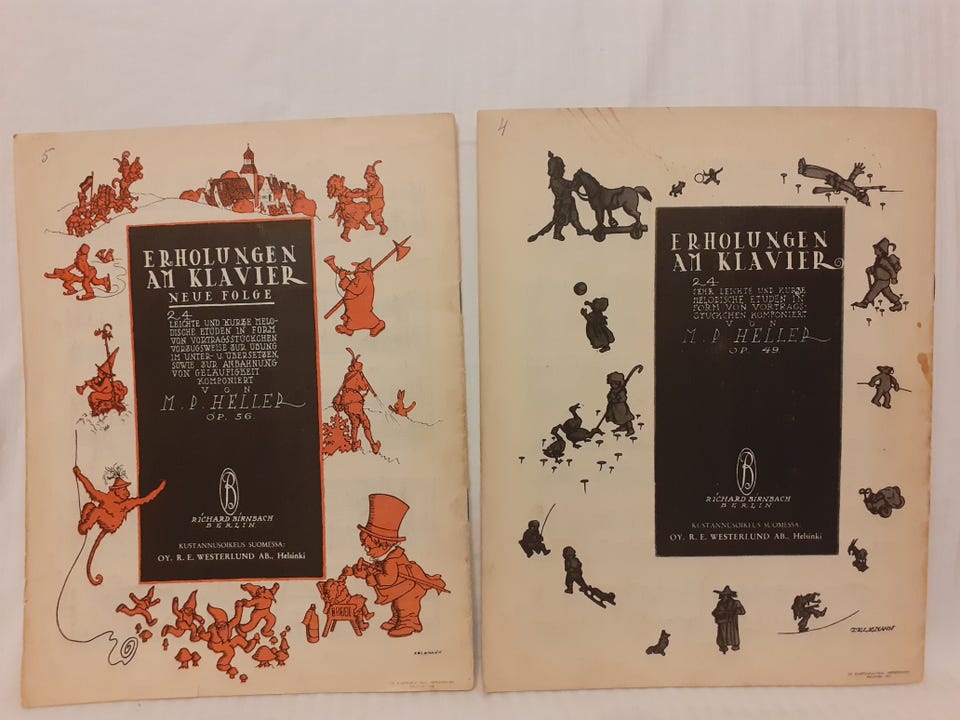 5
ERHOLUNGEN
AM KLAVIER
NEUE FOLGE
24
LEICHTE UND KURZE MELO-
DISCHE ETÜDEN IN FORM
VON VORTRAGSSTÜCKCHEN
VORZUGSWEISE ZUR ÜBUNG
IM UNTER- U. ÜBERSETZEN,
SOWIE ZUR ANBAHNUNG
VON GELÄUFIGKEIT
KOMPONIERT
VON
M. P. HELLER
OP. 56
B
RICHARD BIRNBACH
BERLIN
KUSTANNUSOIKEUS SUOMESSA:
OY. R. E. WESTERLUND AB., Helsinki
4
ERHOLUNGEN
AM KLAVIER
24
SEHR LEICHTE UND KURZE
MELODISCHE ETÜDEN IN
FORM VON VORTRAGS-
STÜCKCHEN KOMPONIERT
VON
M. P. HELLER
OP. 49
B
RICHARD BIRNBACH
BERLIN
KUSTANNUSOIKEUS SUOMESSA:
OY. R. E. WESTERLUND AB., Helsinki
TELEMANN